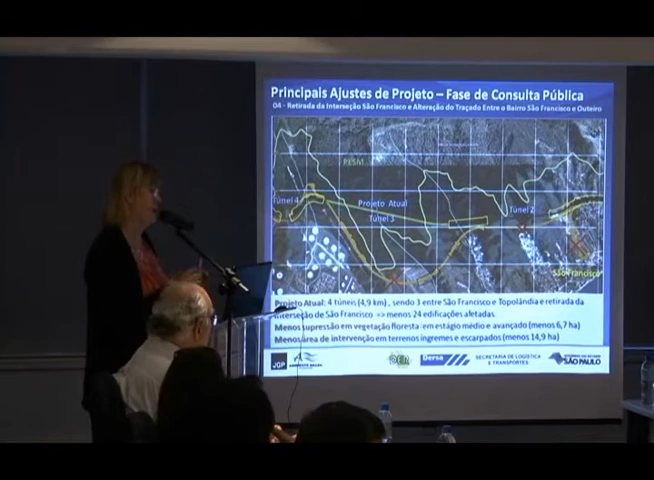 Principais Ajustes de Projeto – Fase de Consulta Pública
04 - Retirada da Interseção São Francisco e Alteração do Traçado Entre o Bairro São Francisco e Outeiro
PESM
Túnel 4
Projeto Atual
Túnel 3
Túnel 2
São Francisco
Projeto Atual: 4 túneis (4,9 km), sendo 3 entre São Francisco e Topolândia e retirada da
interseção de São Francisco => menos 24 edificações afetadas.
Menos supressão em vegetação floresta: em estágio médio e avançado (menos 6,7 ha)
Menos área de intervenção em terrenos íngremes e escarpados (menos 14,9 ha)
JGP
AMBIENTE BRASIL
DER
Dersa
SECRETARIA DE LOGÍSTICA
E TRANSPORTES
SÃO PAULO